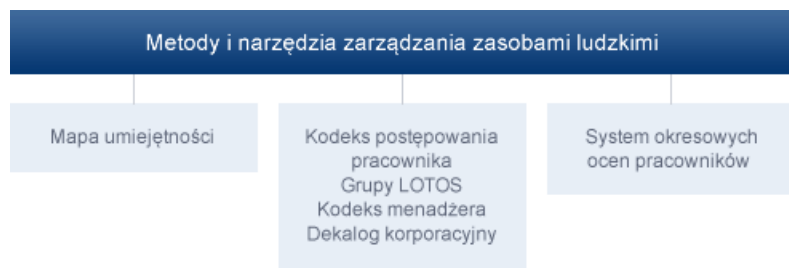 Metody i narzędzia zarządzania zasobami ludzkimi
Mapa umiejętności
Kodeks postępowania
pracownika
Grupy LOTOS
Kodeks menadżera
Dekalog korporacyjny
System okresowych
ocen pracowników